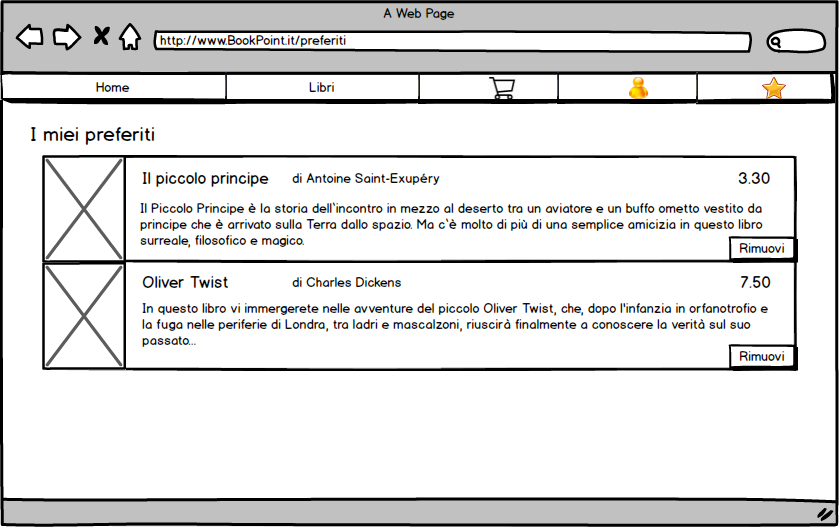 A Web Page
http://www.BookPoint.it/preferiti
Home
Libri
I miei preferiti
Il piccolo principe
di Antoine Saint-Exupéry
3.30
Il Piccolo Principe è la storia dell`incontro in mezzo al deserto tra un aviatore e un buffo ometto vestito da
principe che è arrivato sulla Terra dallo spazio. Ma c`è molto di più di una semplice amicizia in questo libro
surreale, filosofico e magico.
Rimuovi
Oliver Twist
di Charles Dickens
7.50
In questo libro vi immergerete nelle avventure del piccolo Oliver Twist, che, dopo l'infanzia in orfanotrofio e
la fuga nelle periferie di Londra, tra ladri e mascalzoni, riuscirà finalmente a conoscere la verità sul suo
passato...
Rimuovi